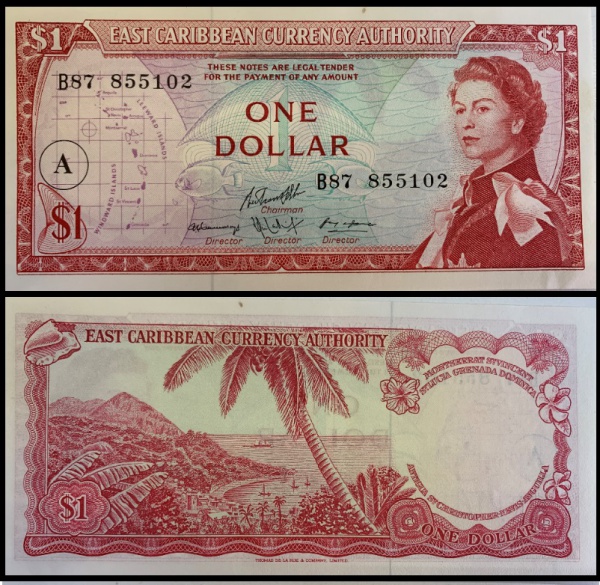 EAST CARIBBEAN CURRENCY AUTHORITY
$1 $1
THESE NOTES ARE LEGAL TENDER
FOR THE PAYMENT OF ANY AMOUNT
B87 855102
LEEWARD ISLANDS
ONE
DOLLAR
A
B87 855102
WINDWARD ISLANDS
Chairman
$1
Director Director Director
EAST CARIBBEAN CURRENCY AUTHORITY
MONTSERRAT ST VINCENT
ST LUCIA GRENADA DOMINICA
ANTIGUA ST CHRISTOPHER-NEVIS-ANGUILLA
$1
ONE DOLLAR
THOMAS DE LA RUE & COMPANY, LIMITED